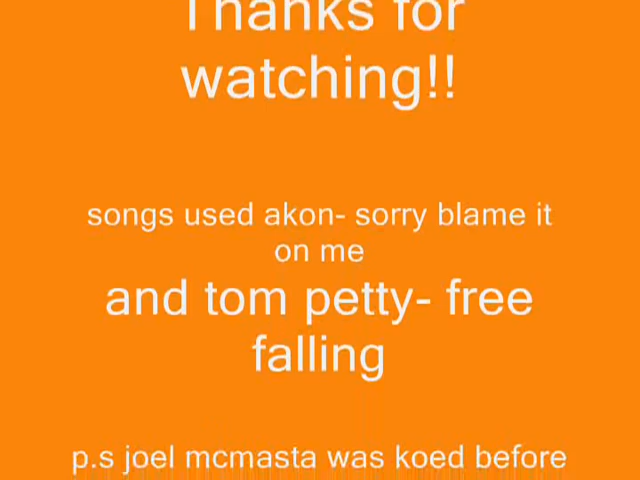 Thanks for
watching!!
songs used akon- sorry blame it
on me
and tom petty- free
falling
p.s joel mcmasta was koed before